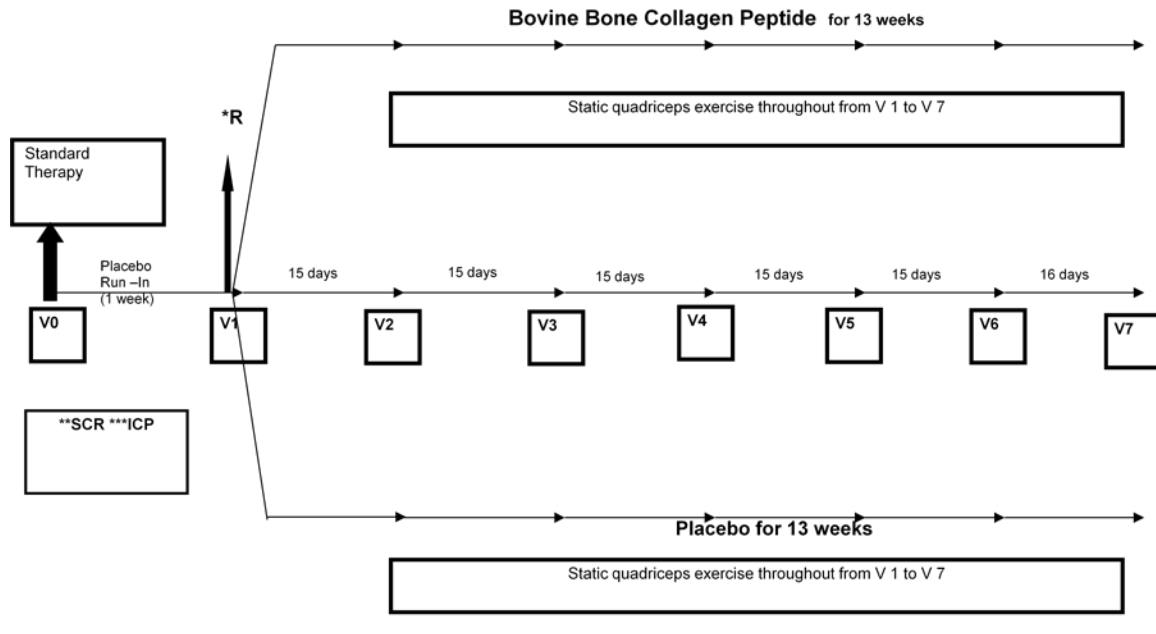 Bovine Bone Collagen Peptide for 13 weeks
Static quadriceps exercise throughout from V 1 to V 7
*R
Standard
Therapy
Placebo
Run –In
(1 week)
15 days
15 days
15 days
15 days
15 days
16 days
V0
V1
V2
V3
V4
V5
V6
V7
**SCR ***ICP
Placebo for 13 weeks
Static quadriceps exercise throughout from V 1 to V 7